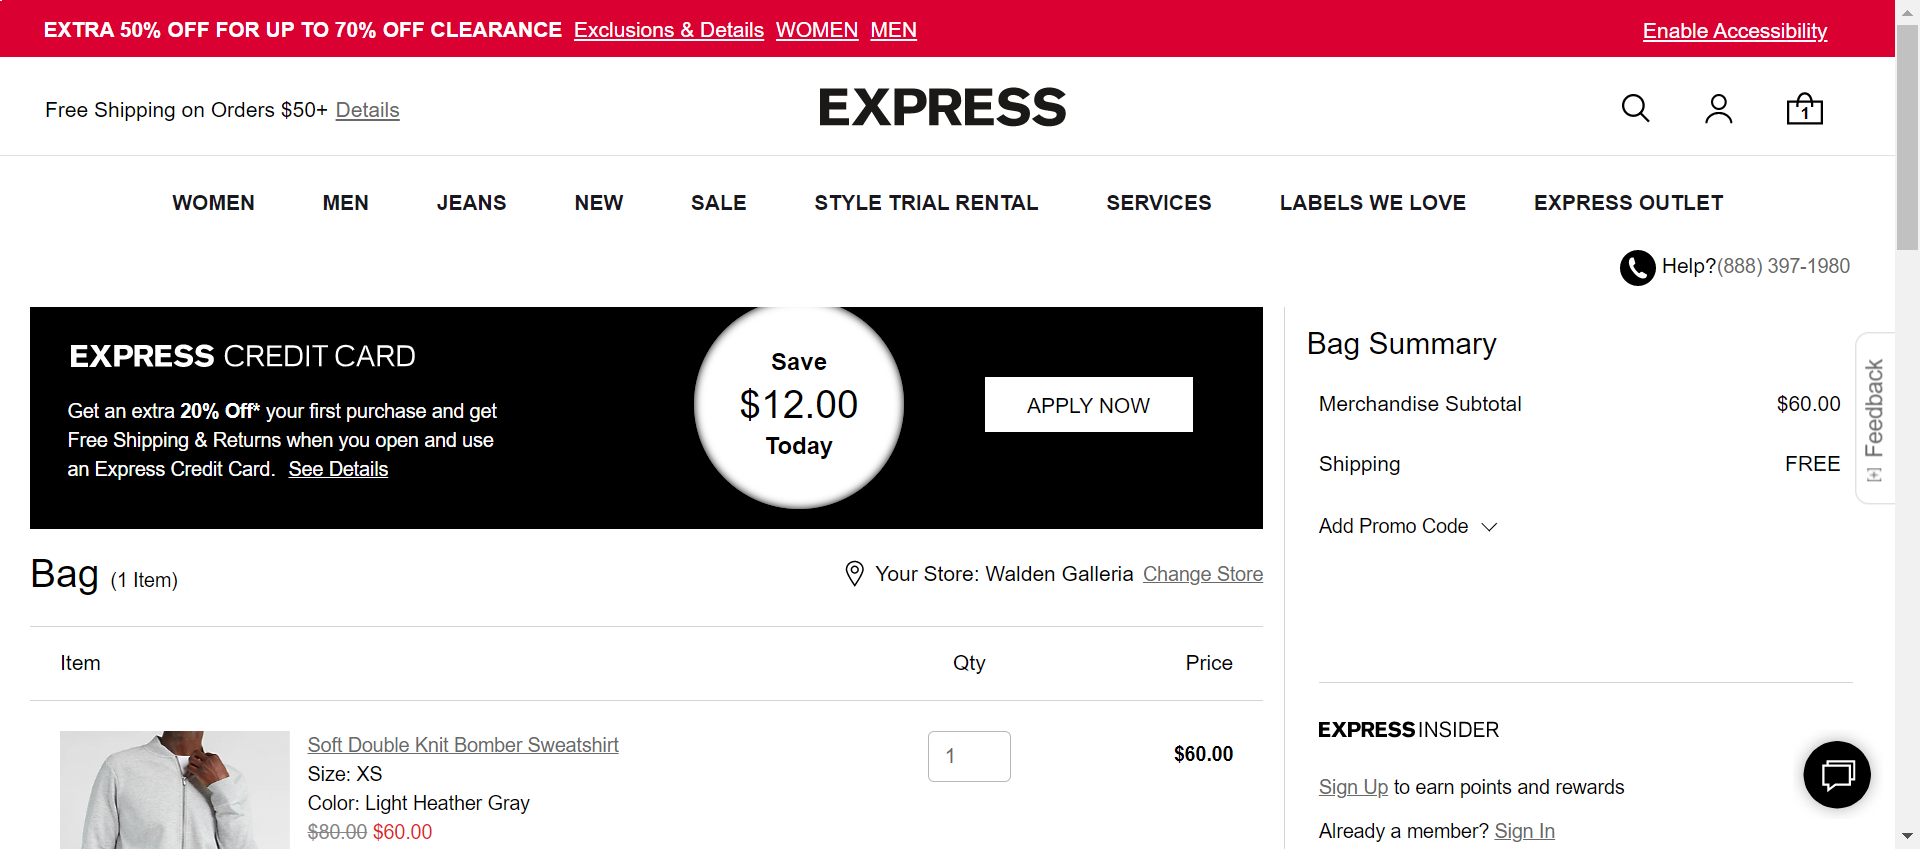 EXTRA 50% OFF FOR UP TO 70% OFF CLEARANCE Exclusions & Details WOMEN MEN Enable Accessibility
Free Shipping on Orders $50+ Details EXPRESS 1
WOMEN MEN JEANS NEW SALE STYLE TRIAL RENTAL SERVICES LABELS WE LOVE EXPRESS OUTLET
Help?(888) 397-1980
EXPRESS CREDIT CARD
Get an extra 20% Off* your first purchase and get
Free Shipping & Returns when you open and use
an Express Credit Card. See Details
Save
$12.00
Today
APPLY NOW
Bag (1 Item)
Your Store: Walden Galleria Change Store
Item Qty Price
Soft Double Knit Bomber Sweatshirt
Size: XS
Color: Light Heather Gray
$80.00 $60.00
1
$60.00
Bag Summary
Merchandise Subtotal $60.00
Shipping FREE
Add Promo Code
EXPRESS INSIDER
Sign Up to earn points and rewards
Already a member? Sign In
[+] Feedback